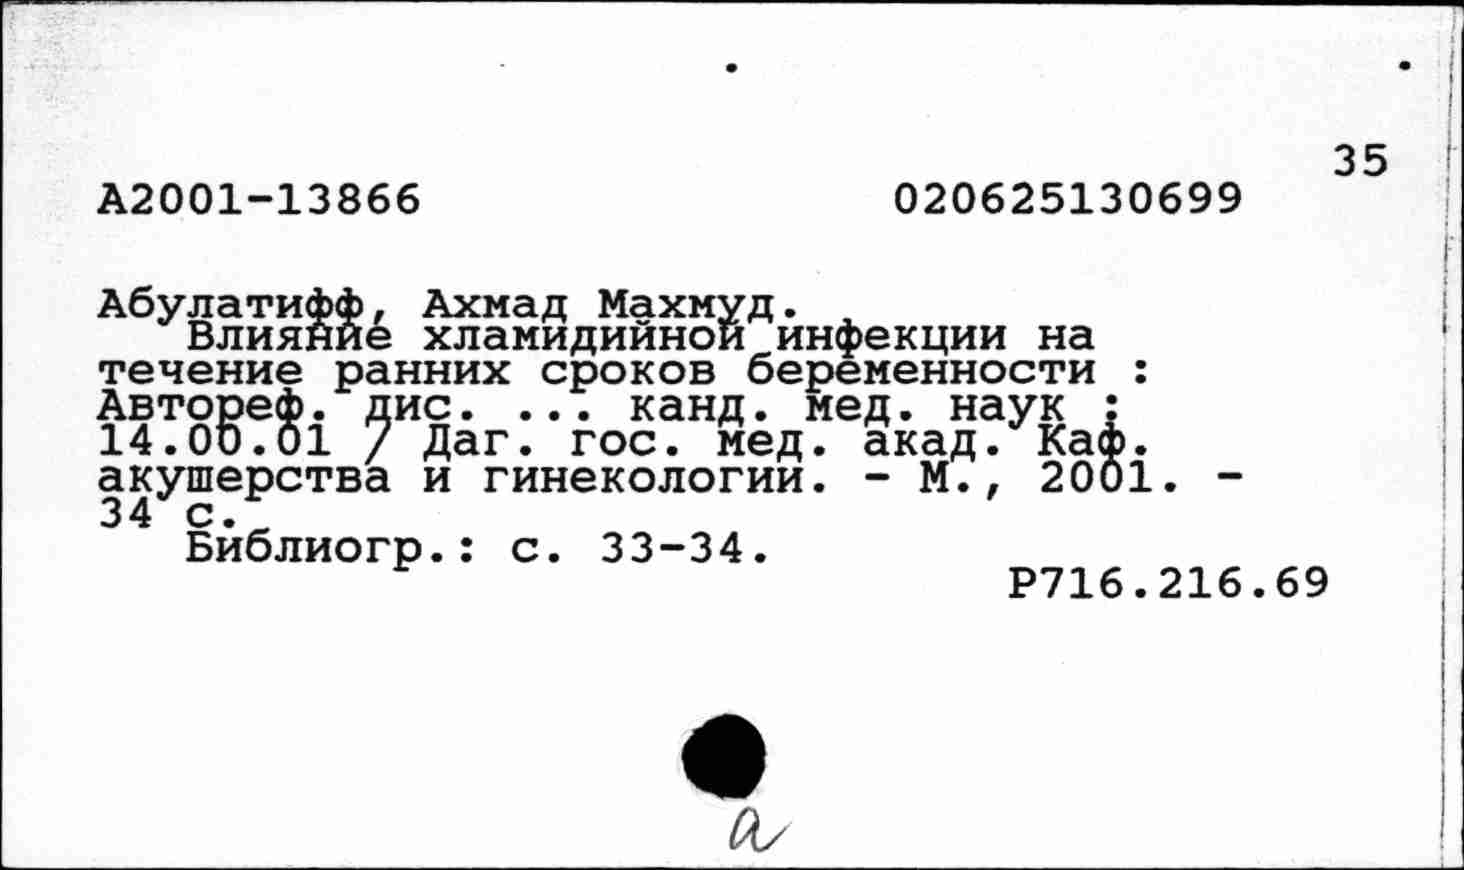 35
А2001-13866 020625130699
Абулатифф, Ахмад Махмуд.
Влияние хламидийной инфекции на
течение ранних сроков беременности :
Автореф. дис. ... канд. мед. наук :
14.00.01 / Даг. гос. мед. акад. Каф.
акушерства и гинекологии. - М., 2001. -
34 с.
Библиогр.: с. 33-34.
Р716.216.69
а